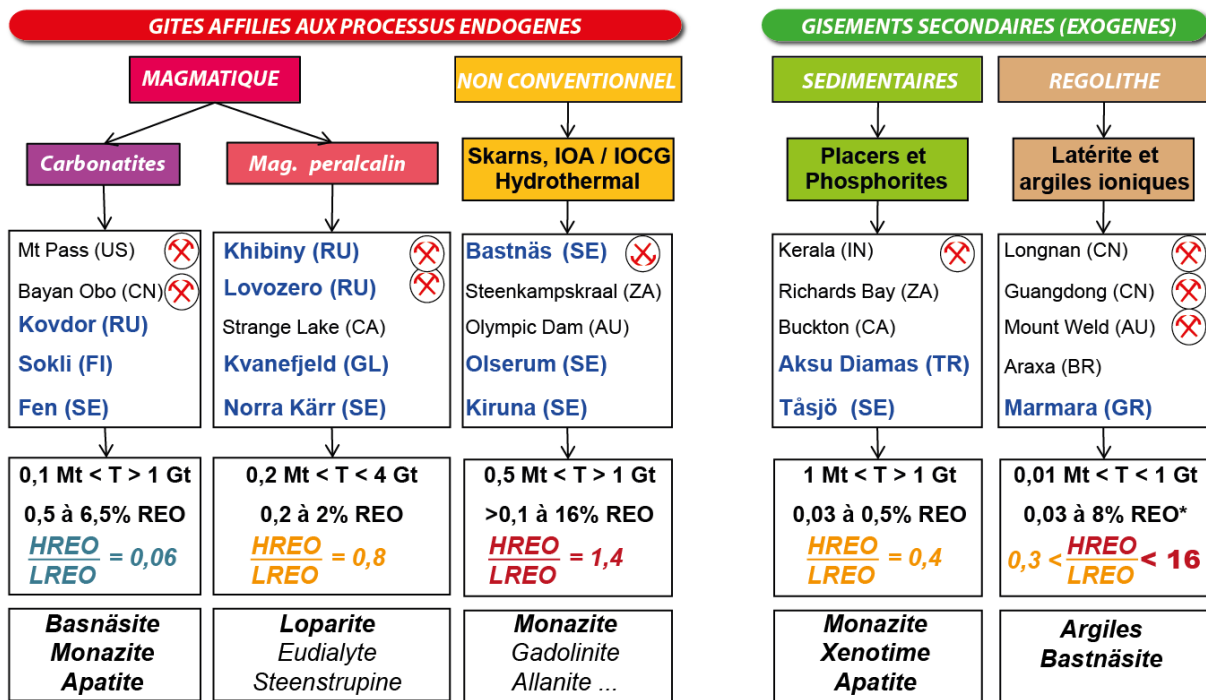 GITES AFFILIES AUX PROCESSUS ENDOGENES
GISEMENTS SECONDAIRES (EXOGENES)
MAGMATIQUE
NON CONVENTIONNEL
SEDIMENTAIRES
REGOLITHE
Carbonatites
Mag. peralcalin
Skarns, IOA / IOCG
Hydrothermal
Placers et
Phosphorites
Latérite et
argiles ioniques
Mt Pass (US)
Bayan Obo (CN)
Kovdor (RU)
Sokli (FI)
Fen (SE)
Khibiny (RU)
Lovozero (RU)
Strange Lake (CA)
Kvanefjeld (GL)
Norra Kärr (SE)
Bastnäs (SE)
Steenkampskraal (ZA)
Olympic Dam (AU)
Olserum (SE)
Kiruna (SE)
Kerala (IN)
Richards Bay (ZA)
Buckton (CA)
Aksu Diamas (TR)
Tåsjö (SE)
Longnan (CN)
Guangdong (CN)
Mount Weld (AU)
Araxa (BR)
Marmara (GR)
0,1 Mt < T > 1 Gt
0,5 à 6,5% REO
HREO
LREO = 0,06
0,2 Mt < T < 4 Gt
0,2 à 2% REO
HREO
LREO = 0,8
0,5 Mt < T > 1 Gt
>0,1 à 16% REO
HREO
LREO = 1,4
1 Mt < T > 1 Gt
0,03 à 0,5% REO
HREO
LREO = 0,4
0,01 Mt < T < 1 Gt
0,03 à 8% REO*
0,3 < HREO < 16
LREO
Basnäsite
Monazite
Apatite
Loparite
Eudialyte
Steenstrupine
Monazite
Gadolinite
Allanite ...
Monazite
Xenotime
Apatite
Argiles
Bastnäsite